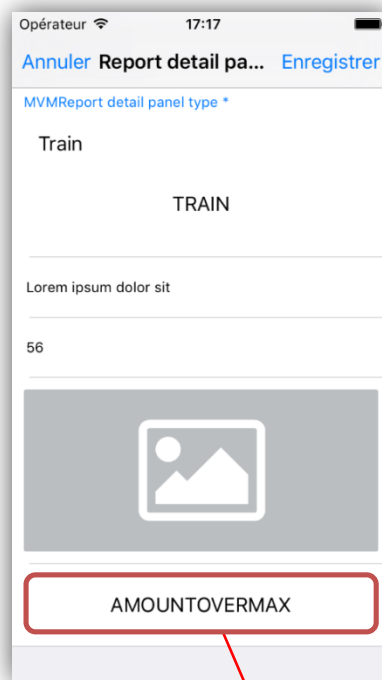 Opérateur 17:17
Annuler Report detail pa... Enregistrer
MVMReport detail panel type *
Train
TRAIN
Lorem ipsum dolor sit
56
AMOUNTOVERMAX